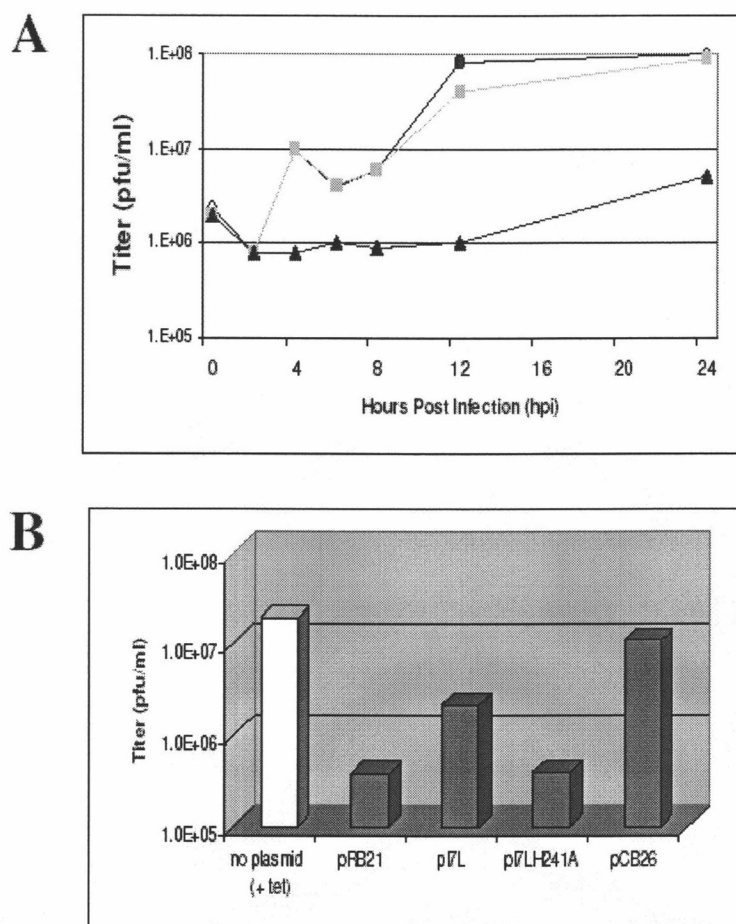 A
Titer (pfu/ml)
1.E+08
1.E+07
1.E+06
1.E+05
0 4 8 12 16 20 24
Hours Post Infection (hpi)
B
Titer (pfu/ml)
1.0E+08
1.0E+07
1.0E+06
1.0E+05
no plasmid pRB21 pI7L pI7LH241A pCB26
(+ tet)